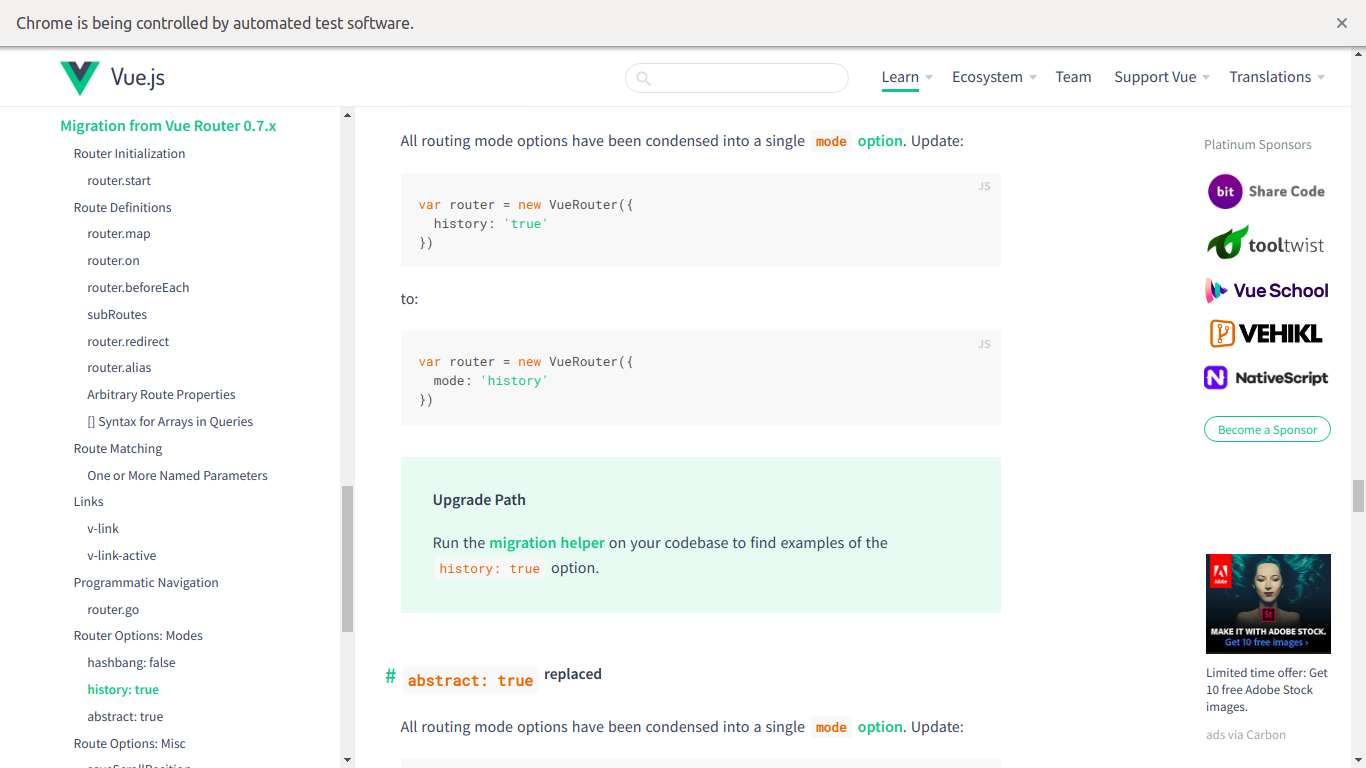 Chrome is being controlled by automated test software.
Vue.js
Learn
Ecosystem
Team
Support Vue
Translations
Migration from Vue Router 0.7.x
Router Initialization
router.start
Route Definitions
router.map
router.on
router.beforeEach
subRoutes
router.redirect
router.alias
Arbitrary Route Properties
[] Syntax for Arrays in Queries
Route Matching
One or More Named Parameters
Links
v-link
v-link-active
Programmatic Navigation
router.go
Router Options: Modes
hashbang: false
history: true
abstract: true
Route Options: Misc
All routing mode options have been condensed into a single mode option. Update:
JS
var router = new VueRouter({
history: 'true'
})
to:
JS
var router = new VueRouter({
mode: 'history'
})
Upgrade Path
Run the migration helper on your codebase to find examples of the
history: true option.
# abstract: true replaced
All routing mode options have been condensed into a single mode option. Update:
Platinum Sponsors
bit Share Code
tooltwist
Vue School
VEHIKL
NativeScript
Become a Sponsor
Adobe
St
MAKE IT WITH ADOBE STOCK.
Get 10 free images ›
Limited time offer: Get
10 free Adobe Stock
images.
ads via Carbon